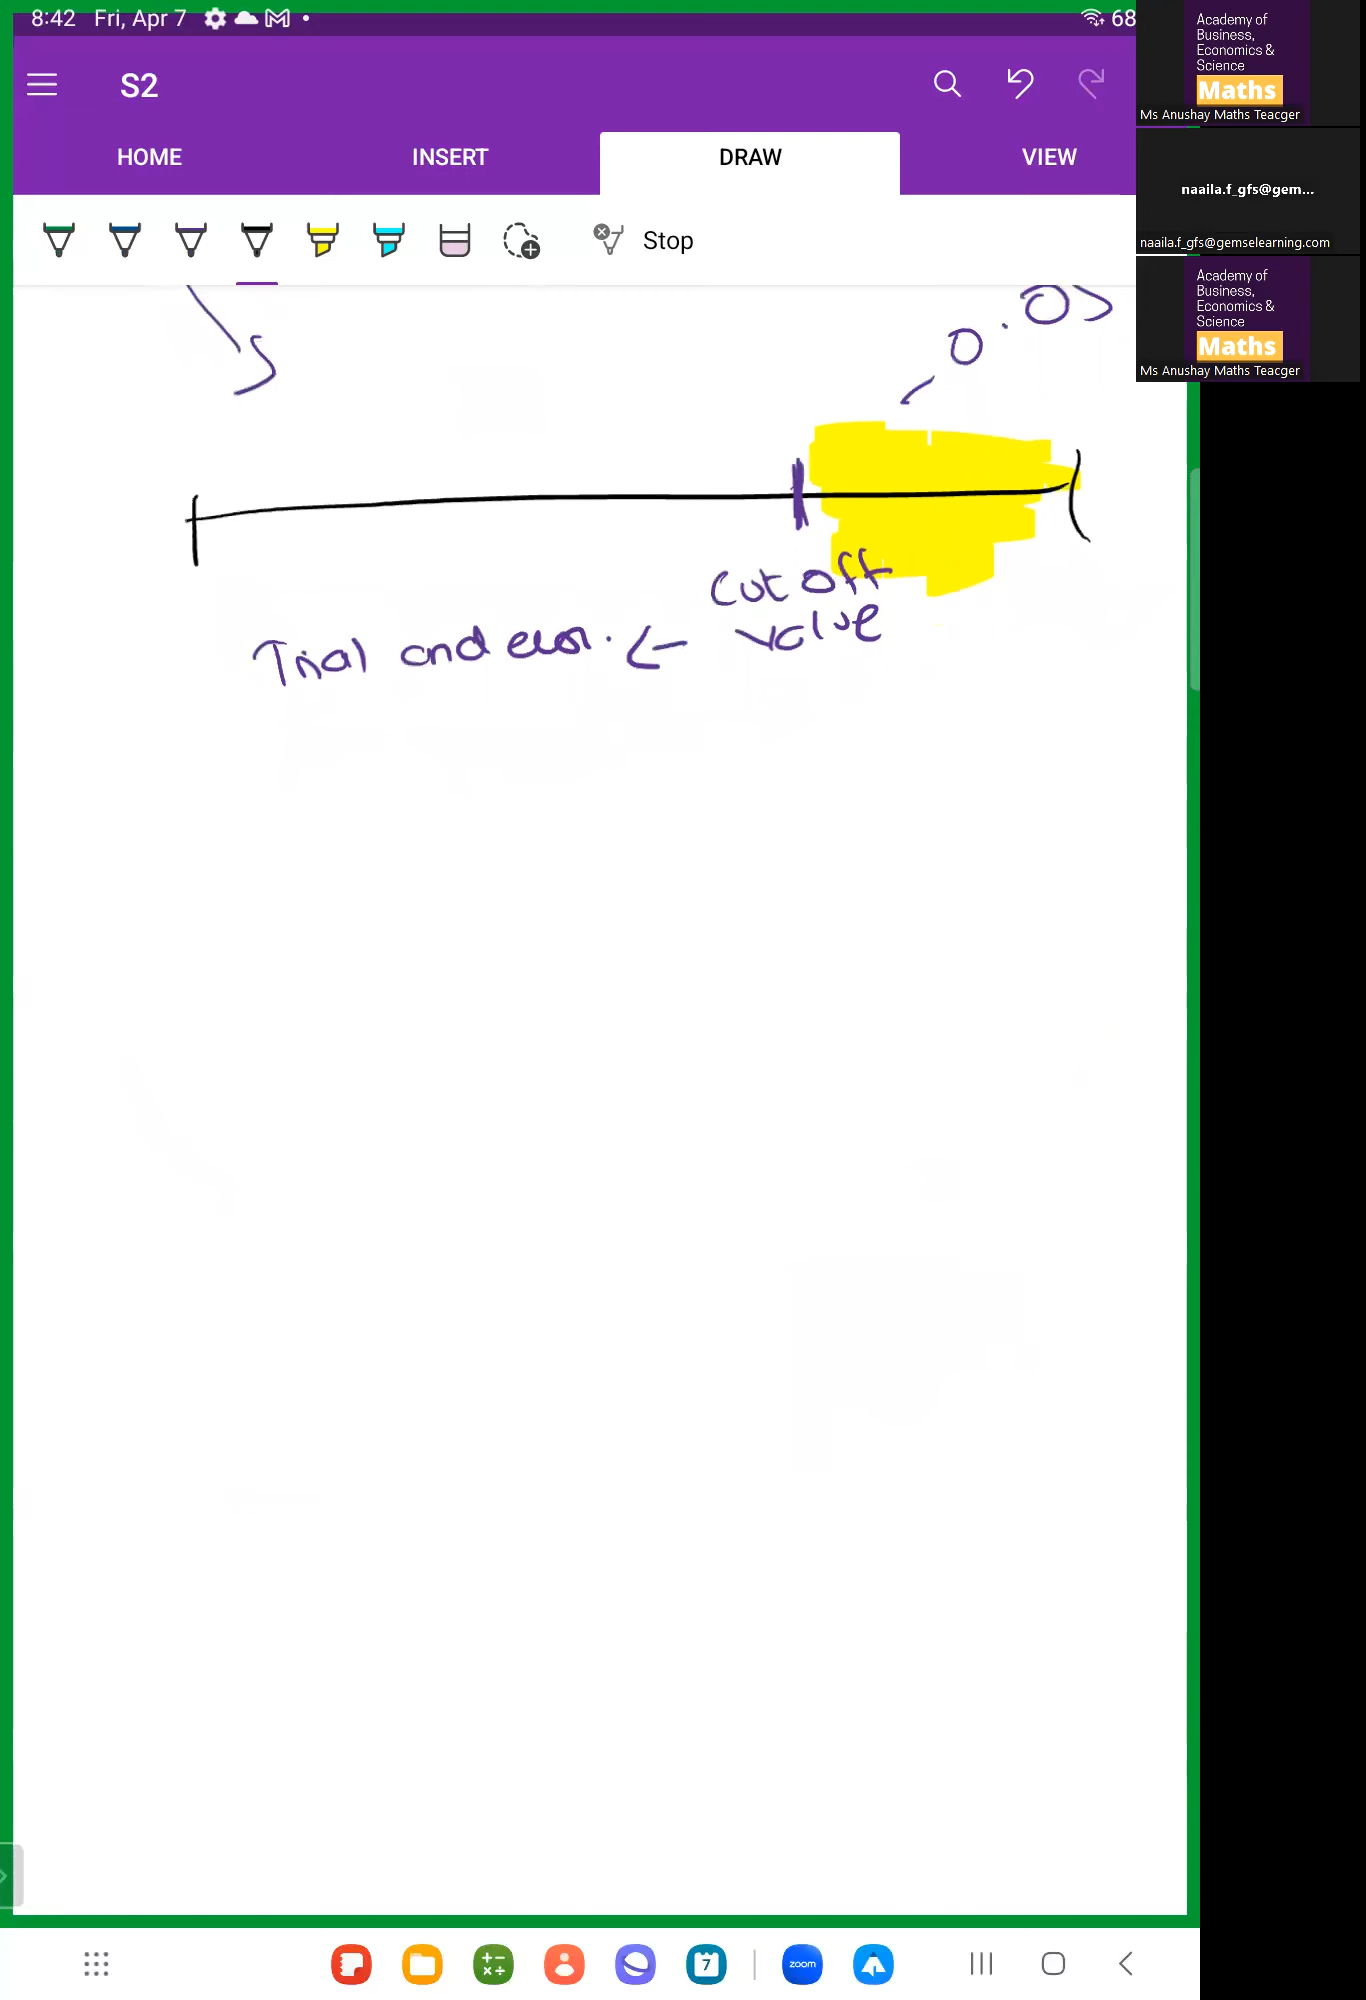 8:42 Fri, Apr 7
68
S2
HOME INSERT DRAW VIEW
Stop
Academy of
Business,
Economics &
Science
Maths
Ms Anushay Maths Teacger
naaila.f_gfs@gem...
naaila.f_gfs@gemselearning.com
Academy of
Business,
Economics &
Science
Maths
Ms Anushay Maths Teacger
0.05
Cut off
value
Trial and error.
7
zoom